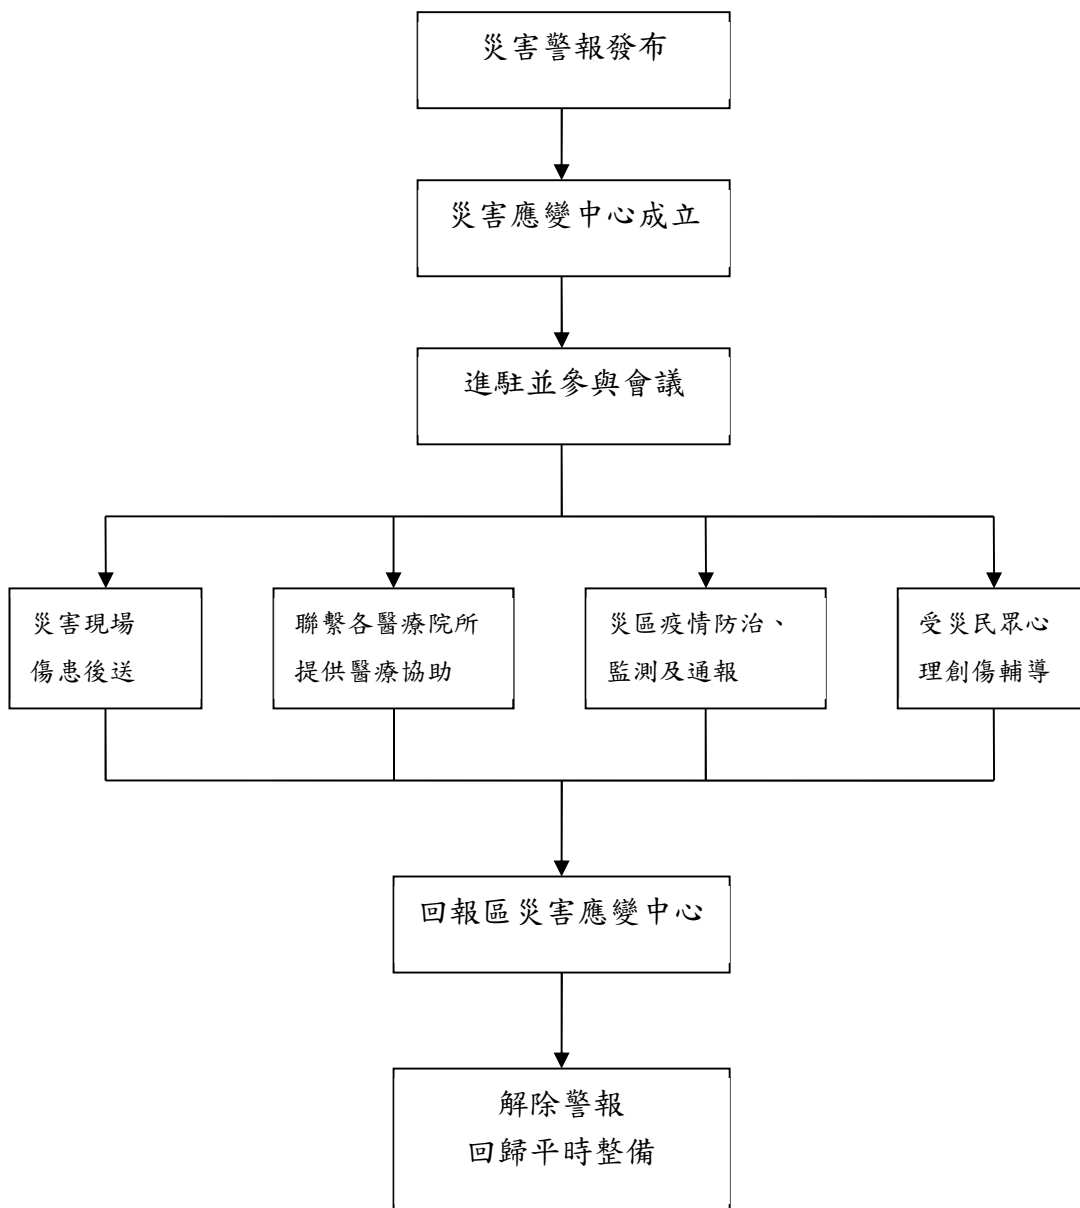 災害警報發布
災害應變中心成立
進駐並參與會議
災害現場
傷患後送
聯繫各醫療院所
提供醫療協助
災區疫情防治、
監測及通報
受災民眾心
理創傷輔導
回報區災害應變中心
解除警報
回歸平時整備